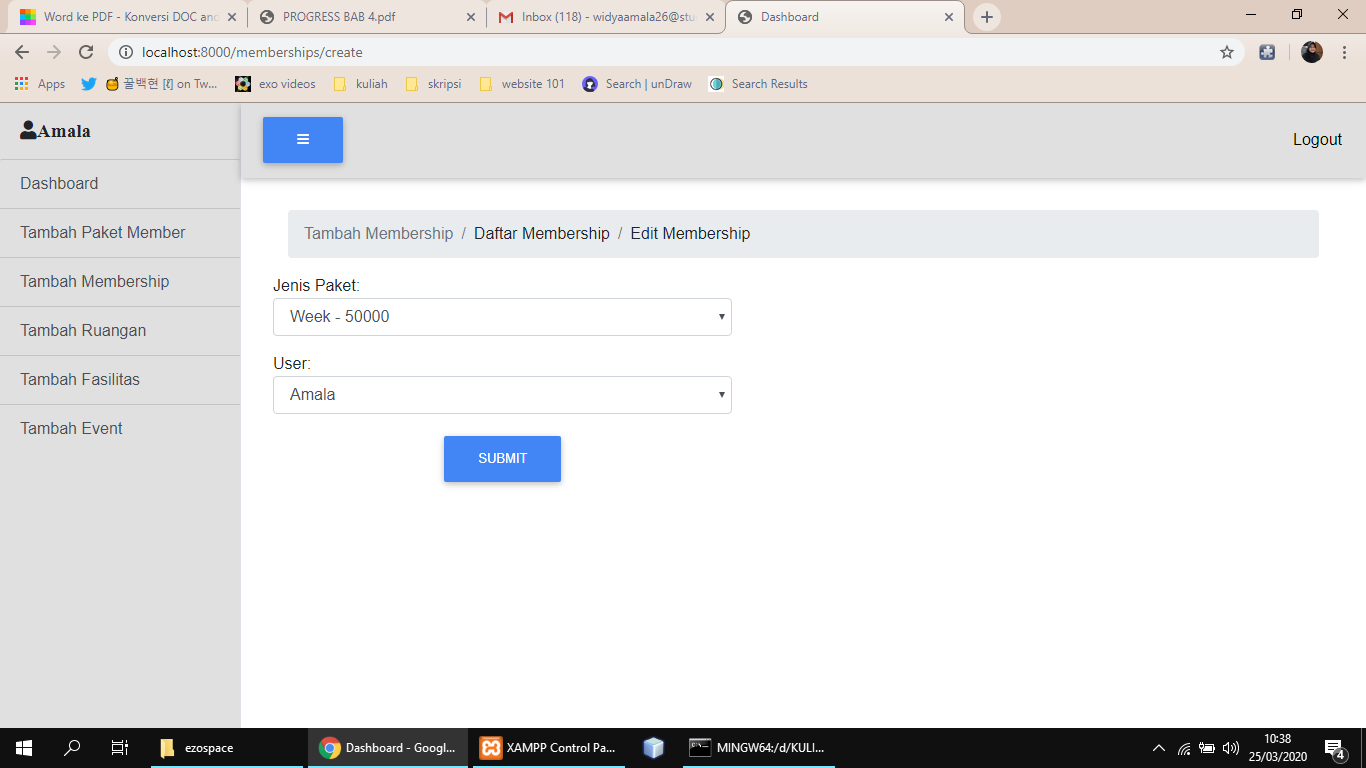 Word ke PDF - Konversi DOC anc
PROGRESS BAB 4.pdf
Inbox (118) - widyaamala26@stu
Dashboard
localhost:8000/memberships/create
Apps
on Tw...
exo videos
kuliah
skripsi
website 101
Search | unDraw
Search Results
Amala
Logout
Dashboard
Tambah Paket Member
Tambah Membership
Tambah Ruangan
Tambah Fasilitas
Tambah Event
Tambah Membership / Daftar Membership / Edit Membership
Jenis Paket:
Week - 50000
User:
Amala
SUBMIT
ezospace
Dashboard - Googl...
XAMPP Control Pa...
MINGW64:/d/KULI...
10:38
25/03/2020
4